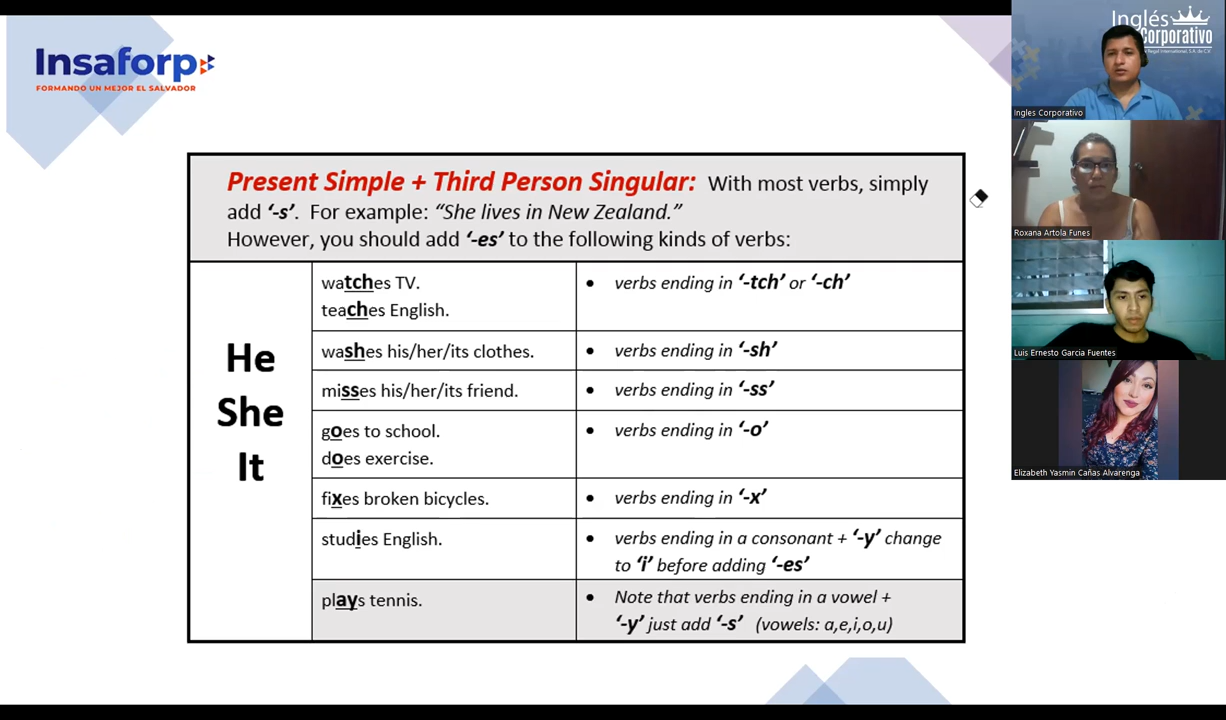 Insaforp
FORMANDO UN MEJOR EL SALVADOR
Present Simple + Third Person Singular: With most verbs, simply
add ‘-s’. For example: “She lives in New Zealand.”
However, you should add ‘-es’ to the following kinds of verbs:
He
She
It
watches TV.
teaches English.
• verbs ending in ‘-tch’ or ‘-ch’
washes his/her/its clothes.
• verbs ending in ‘-sh’
misses his/her/its friend.
• verbs ending in ‘-ss’
goes to school.
does exercise.
• verbs ending in ‘-o’
fixes broken bicycles.
• verbs ending in ‘-x’
studies English.
• verbs ending in a consonant + ‘-y’ change
to ‘i’ before adding ‘-es’
plays tennis.
• Note that verbs ending in a vowel +
‘-y’ just add ‘-s’ (vowels: a,e,i,o,u)
Inglés
Corporativo
Ingles Corporativo
Roxana Artola Funes
Luis Ernesto Garcia Fuentes
Elizabeth Yasmin Cañas Alvarenga